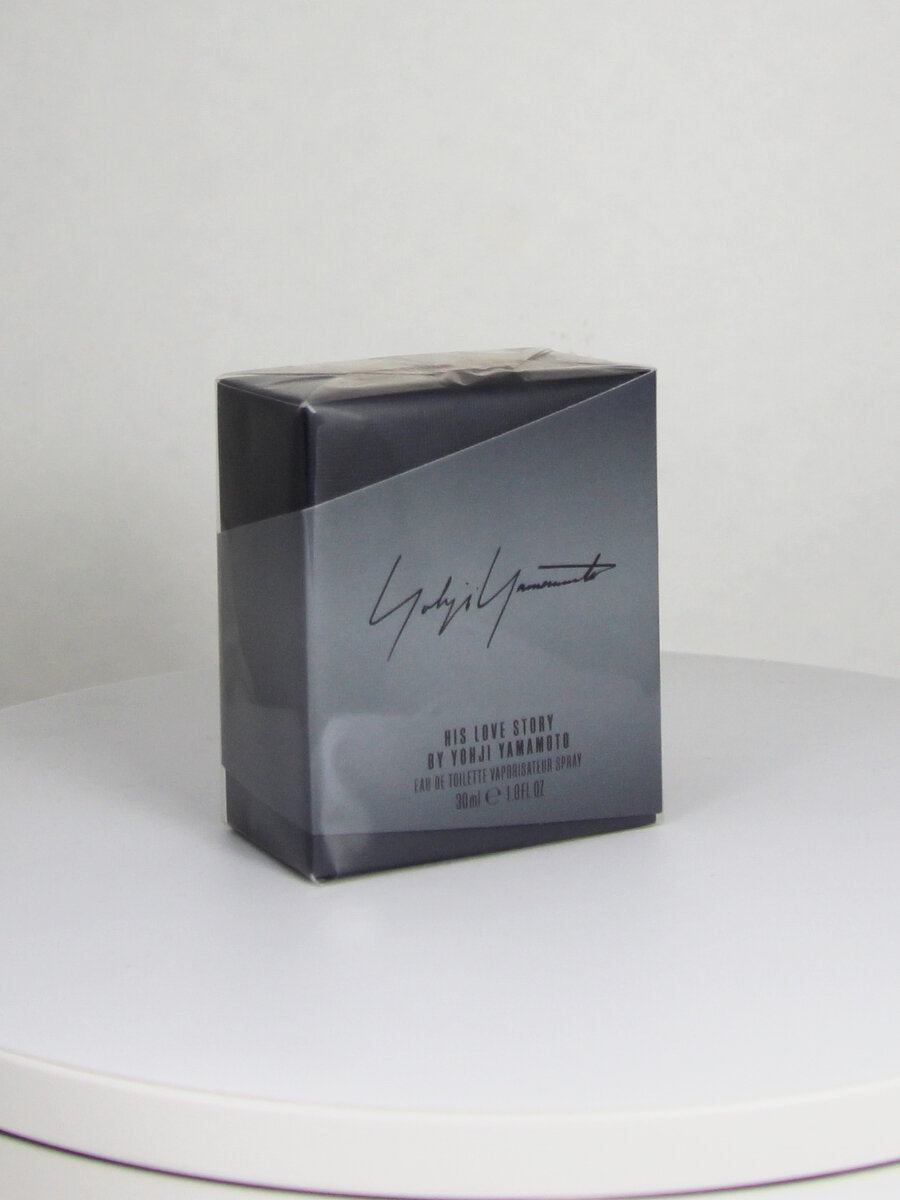 Yohji Yamamoto
HIS LOVE STORY
BY YOHJI YAMAMOTO
EAU DE TOILETTE VAPORISATEUR SPRAY
30ml ℮ 1.0FL OZ